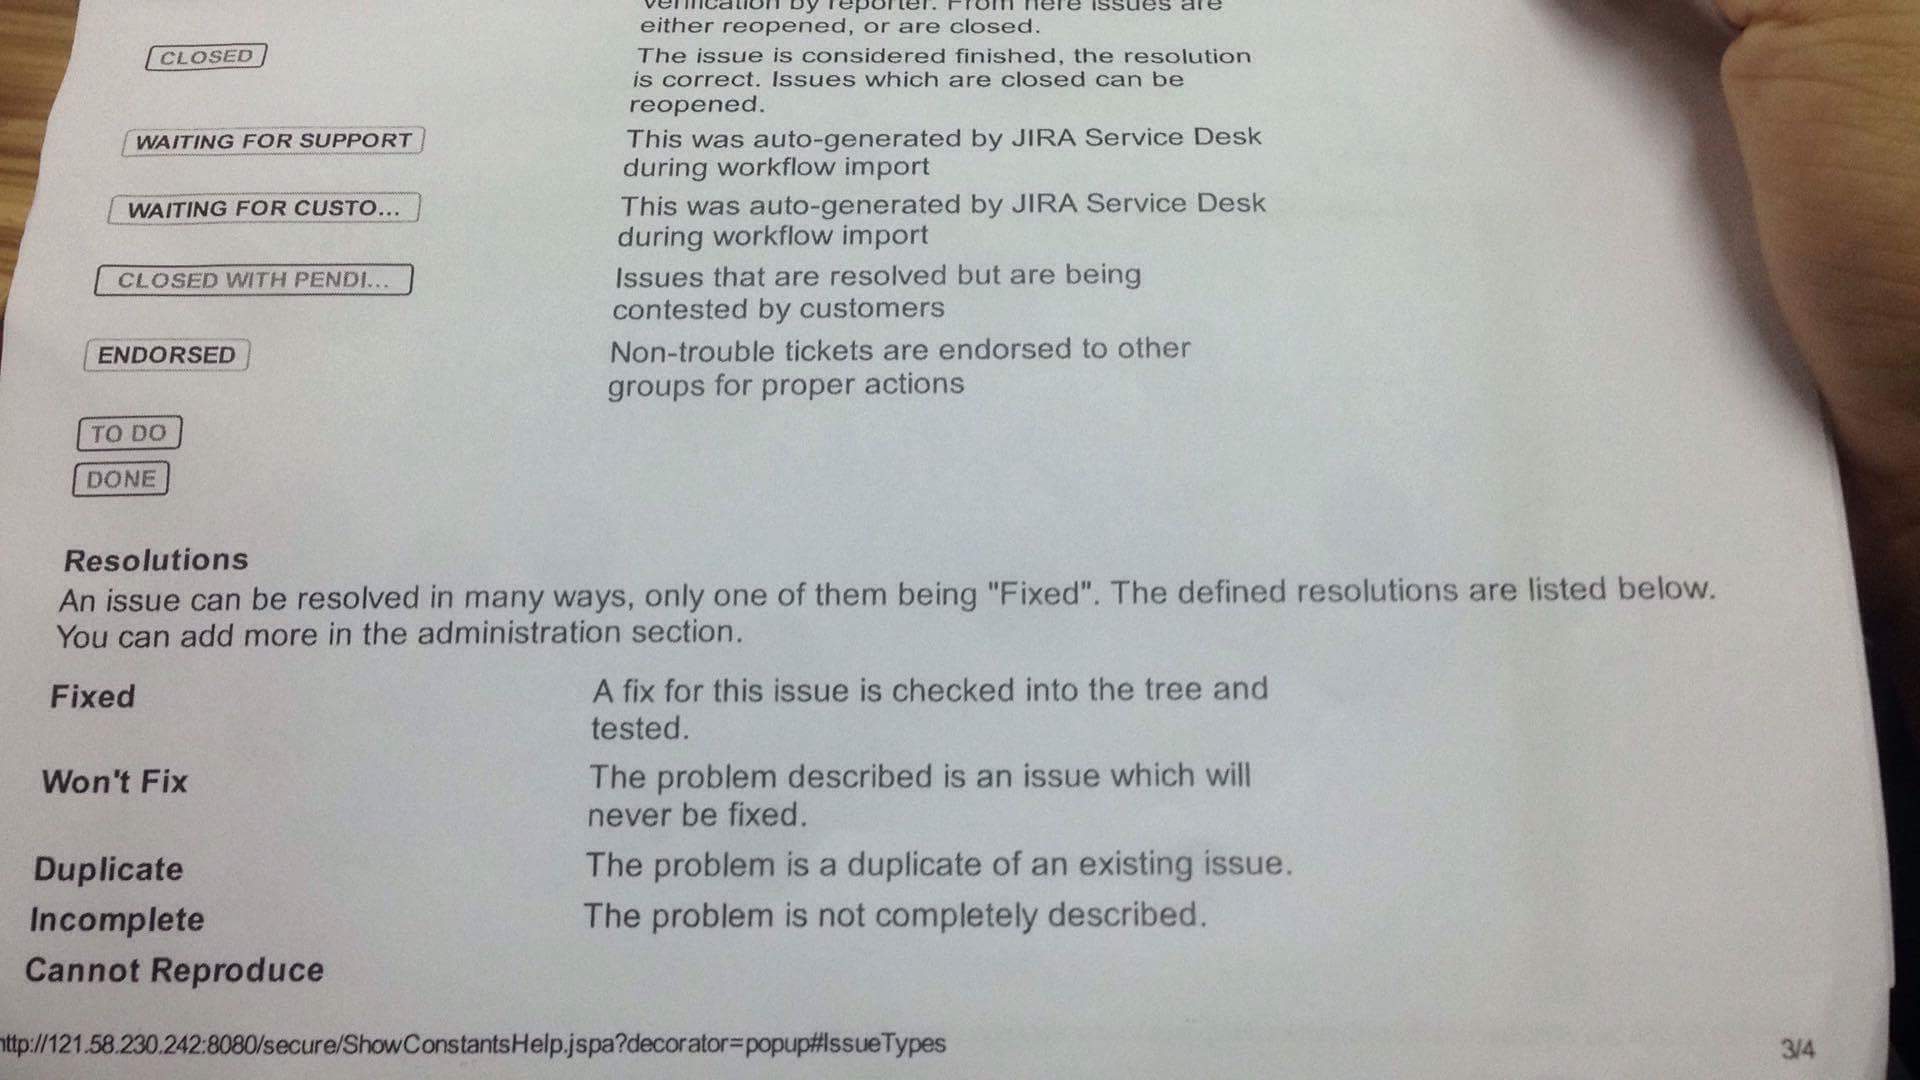 verification by reporter. From here issues are
either reopened, or are closed.
CLOSED
The issue is considered finished, the resolution
is correct. Issues which are closed can be
reopened.
WAITING FOR SUPPORT
This was auto-generated by JIRA Service Desk
during workflow import
WAITING FOR CUSTO...
This was auto-generated by JIRA Service Desk
during workflow import
CLOSED WITH PENDI...
Issues that are resolved but are being
contested by customers
ENDORSED
Non-trouble tickets are endorsed to other
groups for proper actions
TO DO
DONE
Resolutions
An issue can be resolved in many ways, only one of them being "Fixed". The defined resolutions are listed below.
You can add more in the administration section.
Fixed
A fix for this issue is checked into the tree and
tested.
Won't Fix
The problem described is an issue which will
never be fixed.
Duplicate
The problem is a duplicate of an existing issue.
Incomplete
The problem is not completely described.
Cannot Reproduce
http://121.58.230.242:8080/secure/ShowConstantsHelp.jspa?decorator=popup#IssueTypes
3/4